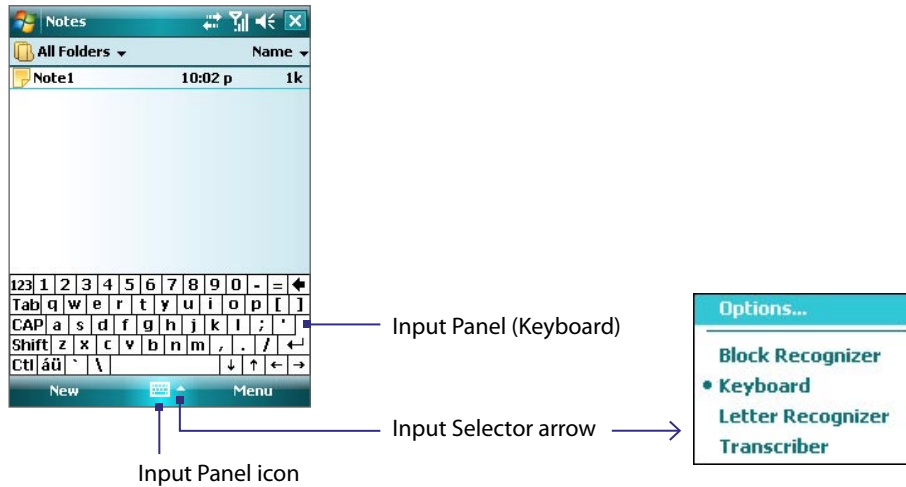 Notes
All Folders Name
Note1 10:02 p 1k
123 1 2 3 4 5 6 7 8 9 0 - =
Tab q w e r t y u i o p [ ]
CAP a s d f g h j k l ; '
Shift z x c v b n m , . /
Ctl áü ` \ ↓ ↑ ← →
New Menu
Input Panel (Keyboard)
Input Selector arrow
Input Panel icon
Options...
Block Recognizer
• Keyboard
Letter Recognizer
Transcriber